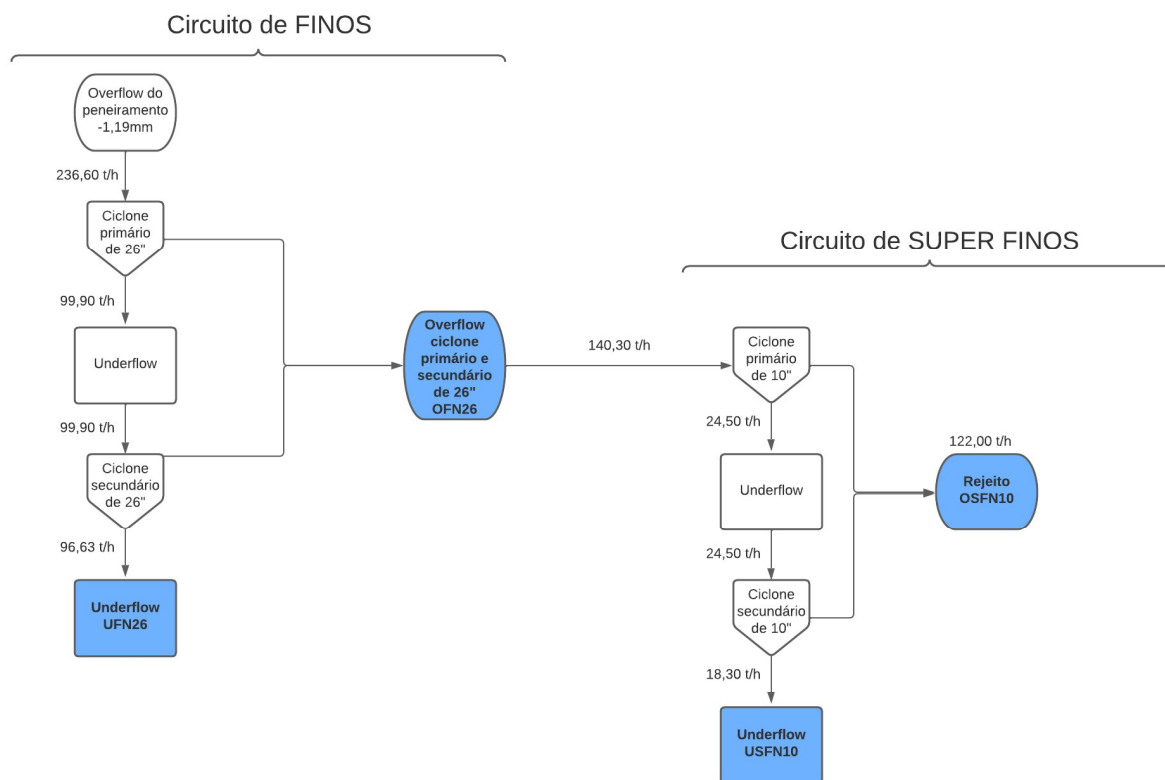 Circuito de FINOS
Overflow do
peneiramento
-1,19mm
236,60 t/h
Ciclone
primário
de 26"
99,90 t/h
Underflow
99,90 t/h
Ciclone
secundário
de 26"
96,63 t/h
Underflow
UFN26
Overflow
ciclone
primário e
secundário
de 26"
OFN26
140,30 t/h
Circuito de SUPER FINOS
Ciclone
primário
de 10"
24,50 t/h
Underflow
24,50 t/h
Ciclone
secundário
de 10"
18,30 t/h
Underflow
USFN10
122,00 t/h
Rejeito
OSFN10